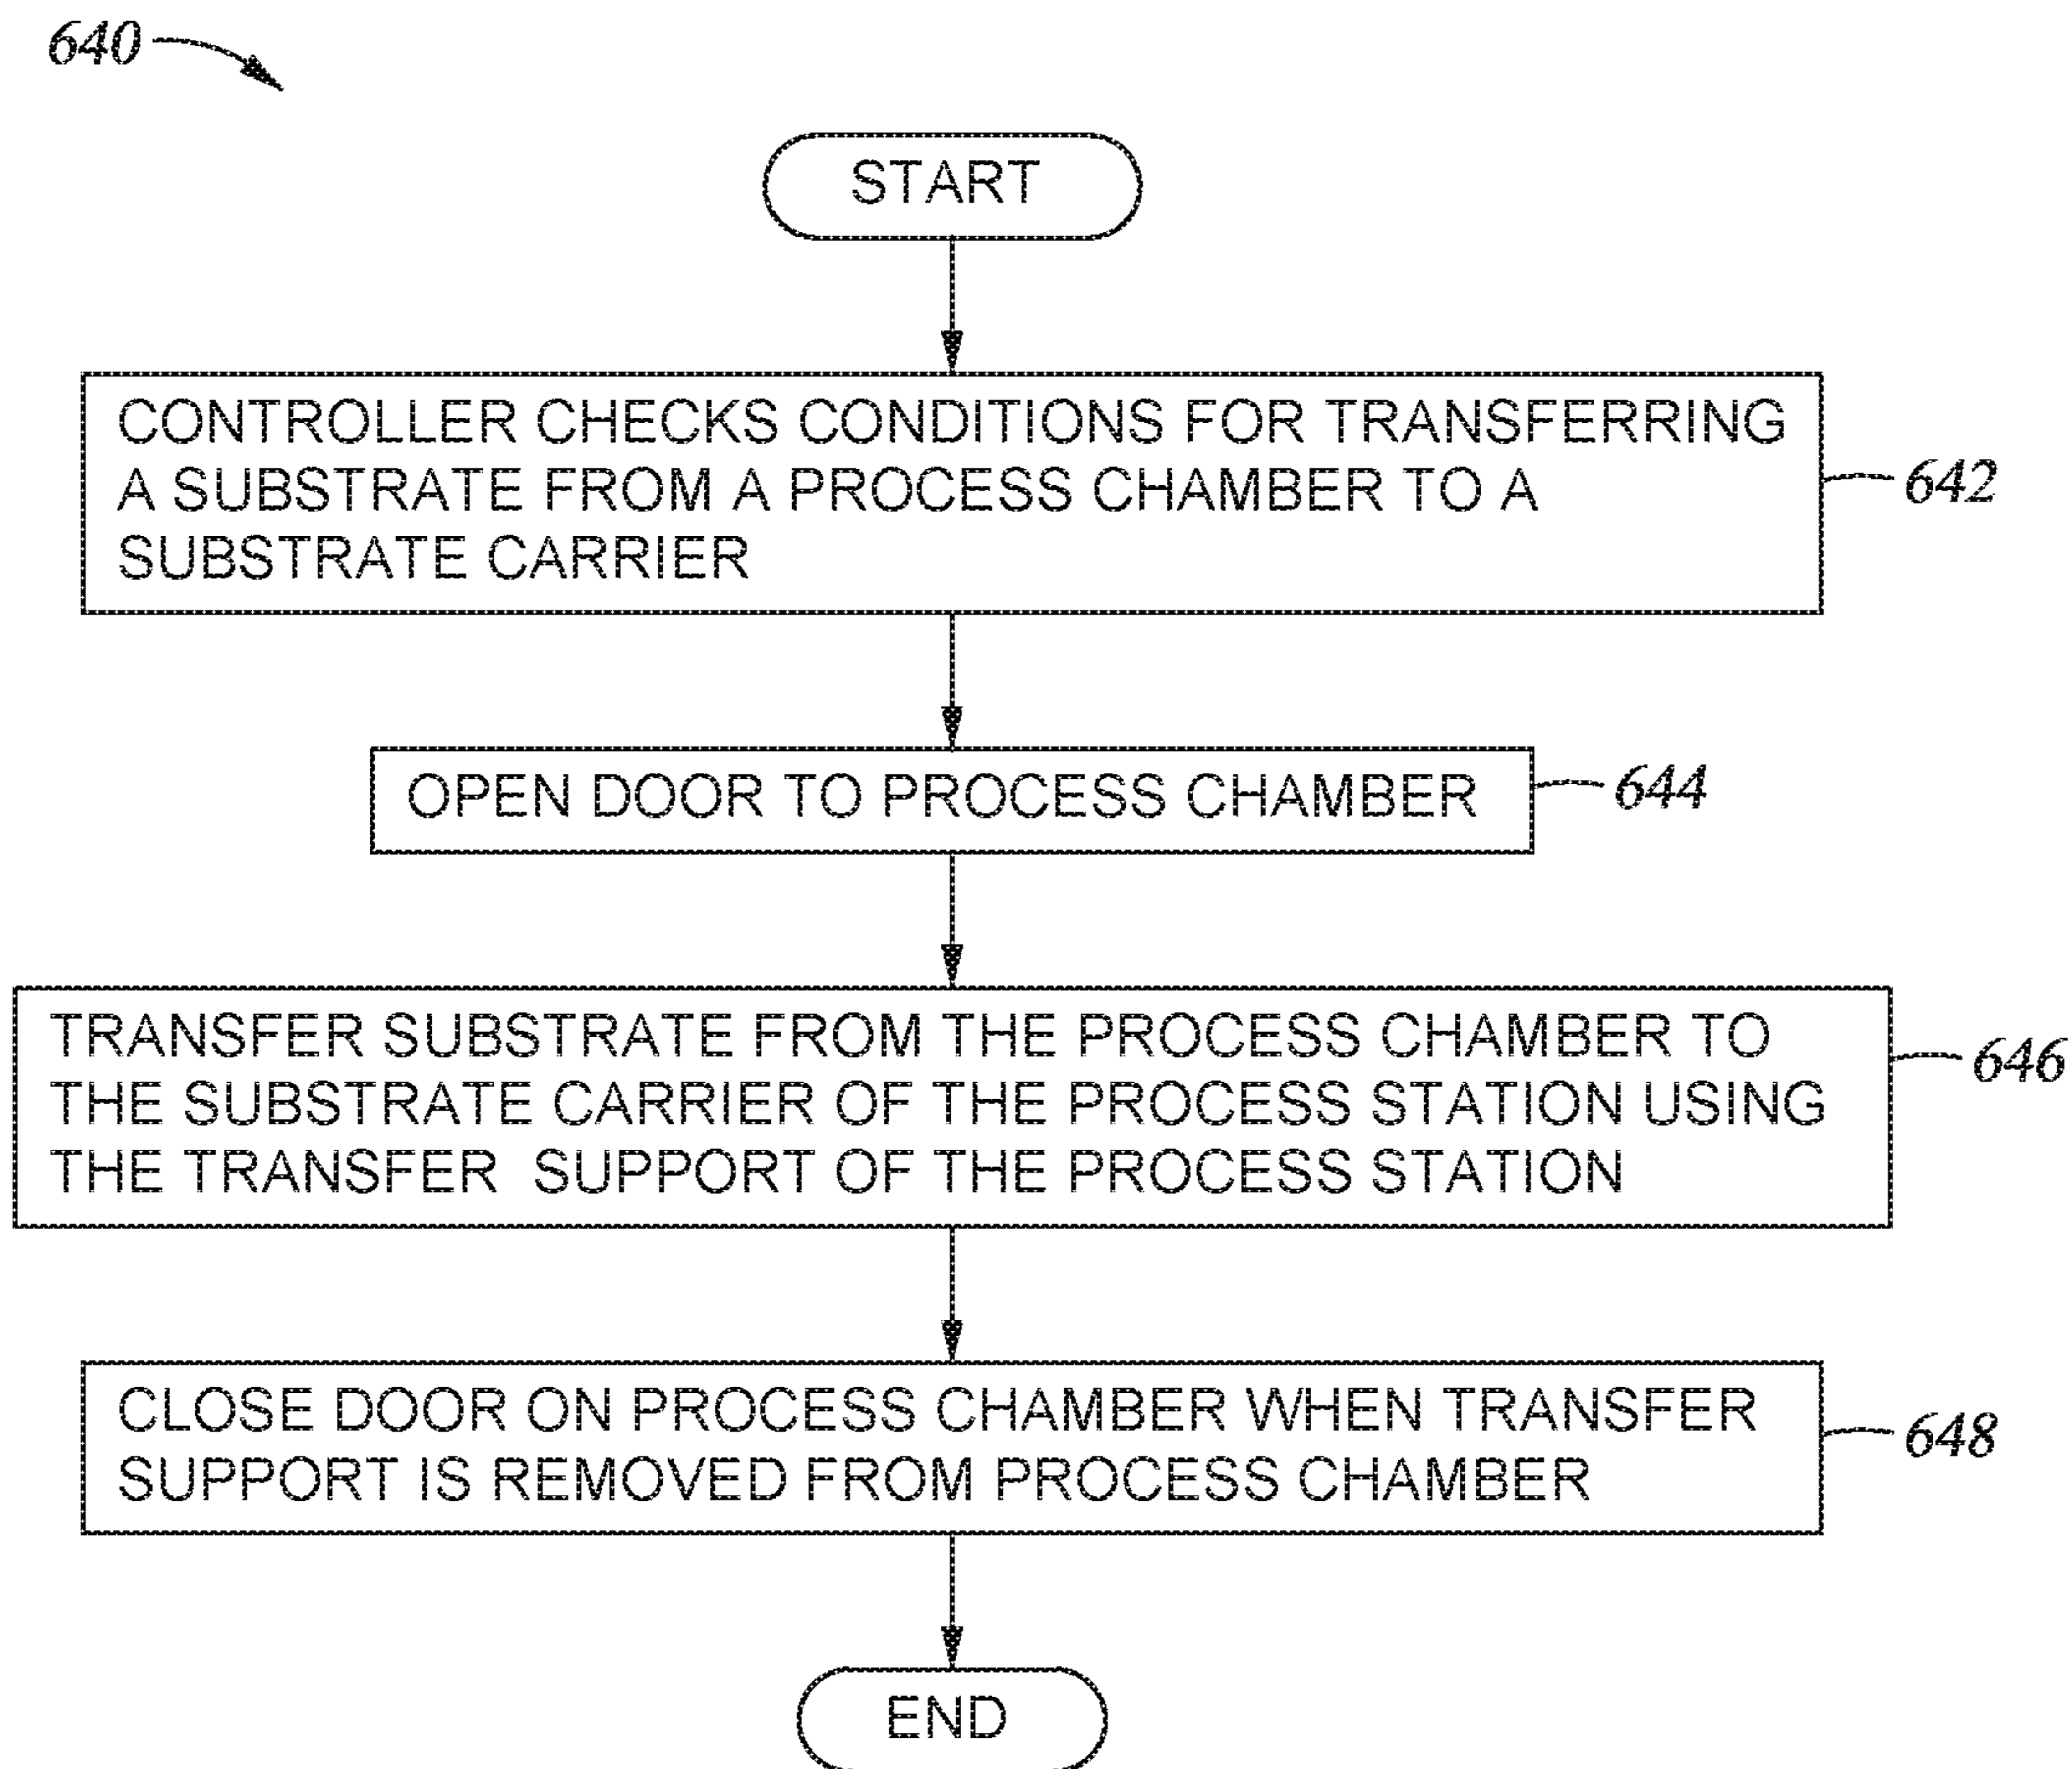 640
START
CONTROLLER CHECKS CONDITIONS FOR TRANSFERRING
A SUBSTRATE FROM A PROCESS CHAMBER TO A
SUBSTRATE CARRIER
642
OPEN DOOR TO PROCESS CHAMBER
644
TRANSFER SUBSTRATE FROM THE PROCESS CHAMBER TO
THE SUBSTRATE CARRIER OF THE PROCESS STATION USING
THE TRANSFER SUPPORT OF THE PROCESS STATION
646
CLOSE DOOR ON PROCESS CHAMBER WHEN TRANSFER
SUPPORT IS REMOVED FROM PROCESS CHAMBER
648
END